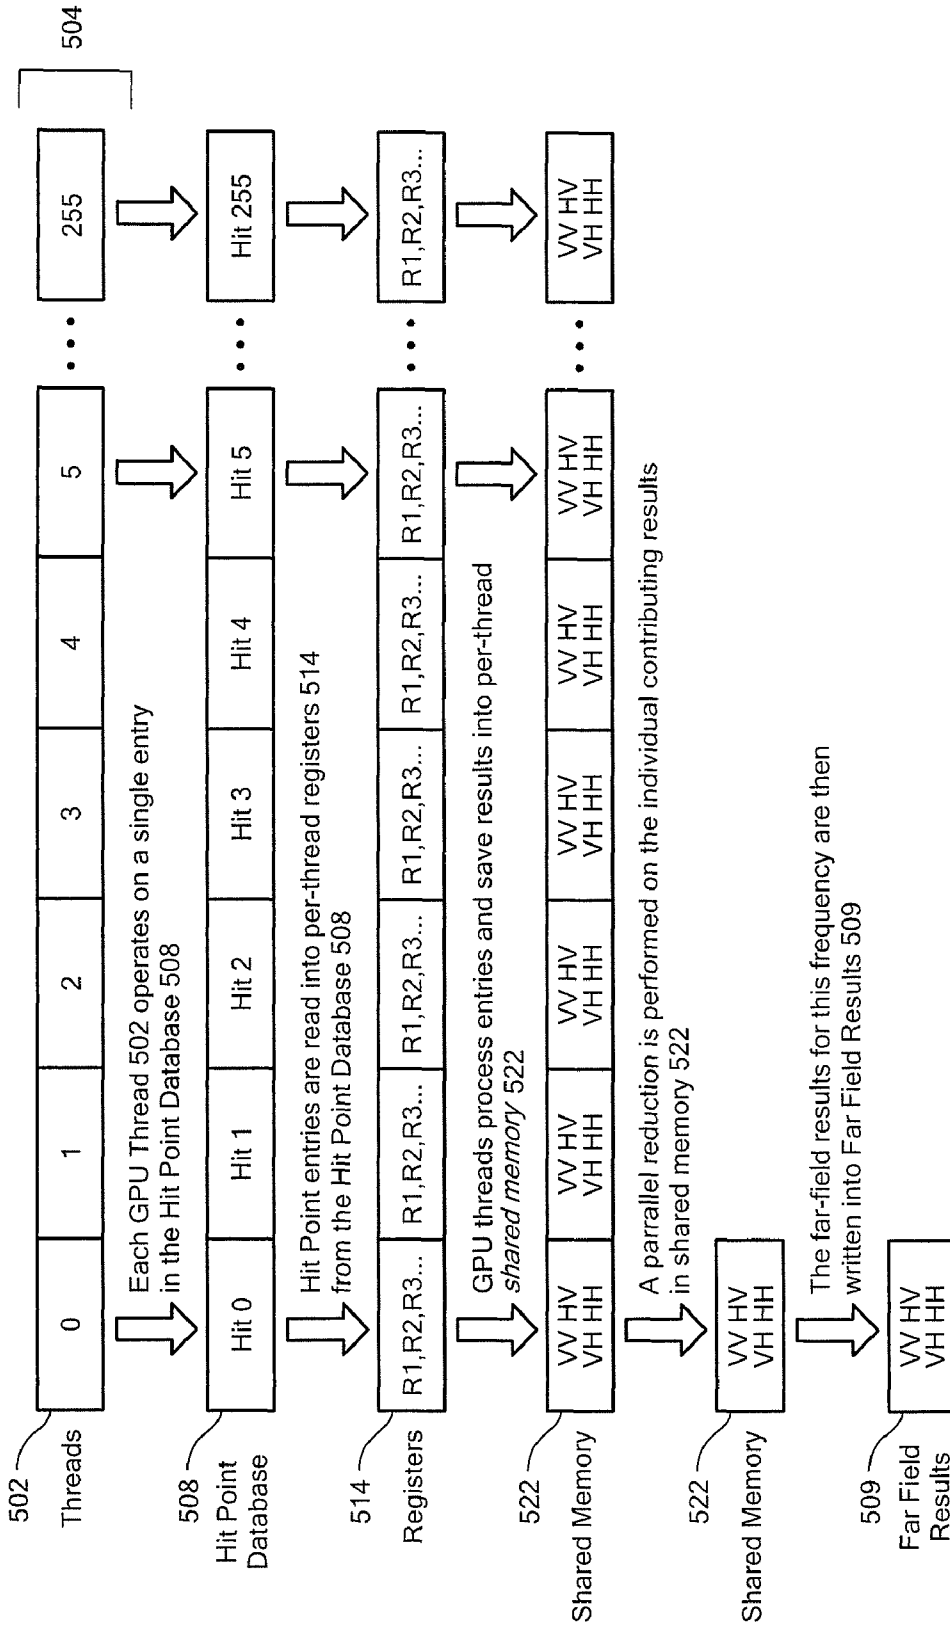 504
502
Threads
0 1 2 3 4 5 ... 255
Each GPU Thread 502 operates on a single entry
in the Hit Point Database 508
508
Hit Point
Database
Hit 0 Hit 1 Hit 2 Hit 3 Hit 4 Hit 5 ... Hit 255
Hit Point entries are read into per-thread registers 514
from the Hit Point Database 508
514
Registers
R1,R2,R3... R1,R2,R3... R1,R2,R3... R1,R2,R3... R1,R2,R3... R1,R2,R3... ... R1,R2,R3...
GPU threads process entries and save results into per-thread
shared memory 522
522
Shared Memory
VV HV VV HV VV HV VV HV VV HV VV HV ... VV HV
VH HH VH HH VH HH VH HH VH HH VH HH VH HH
A parrallel reduction is performed on the individual contributing results
in shared memory 522
522
Shared Memory
VV HV
VH HH
The far-field results for this frequency are then
written into Far Field Results 509
509
Far Field
Results
VV HV
VH HH